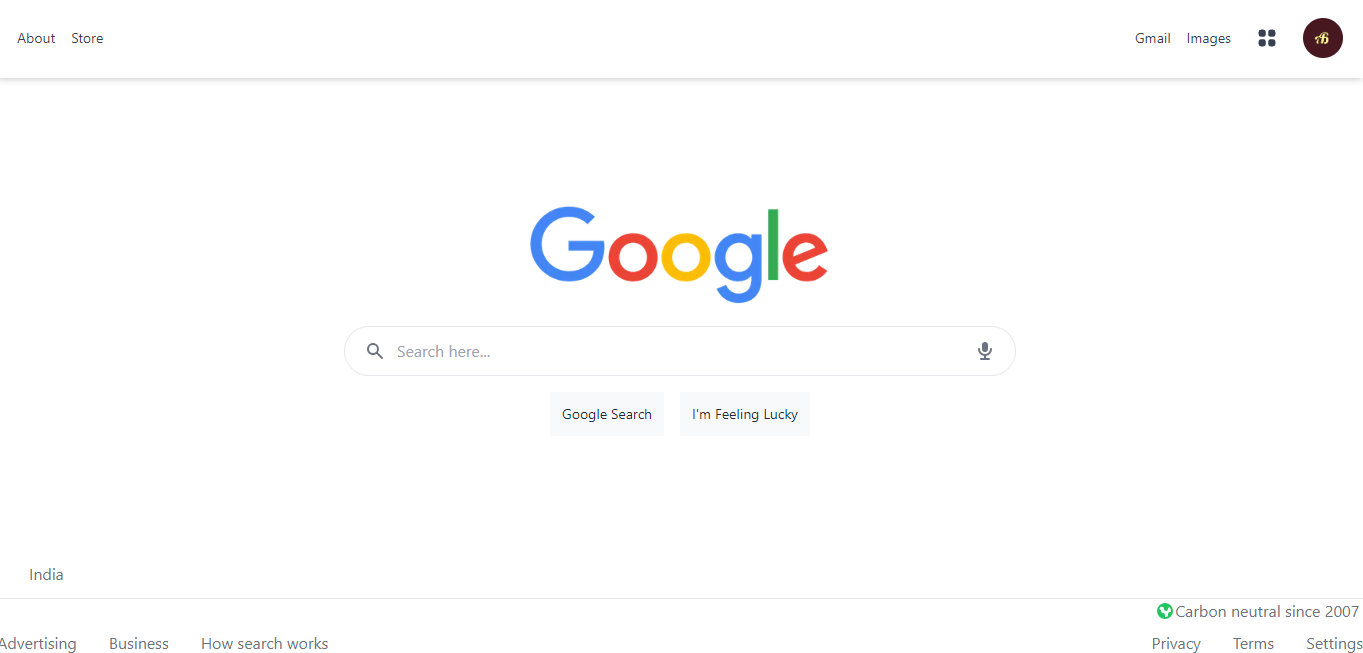 About Store Gmail Images
Google
Search here...
Google Search I'm Feeling Lucky
India
Carbon neutral since 2007
Advertising Business How search works Privacy Terms Settings